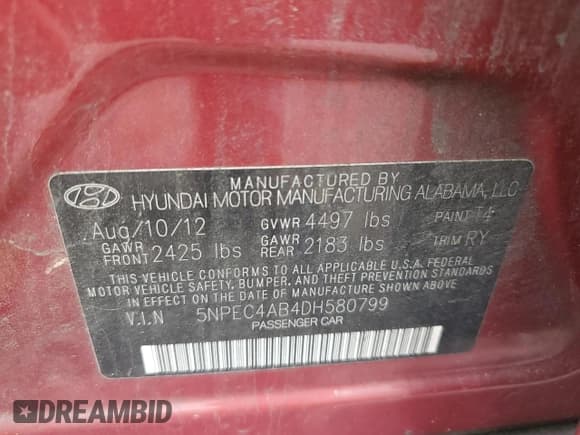 MANUFACTURED BY
HYUNDAI MOTOR MANUFACTURING ALABAMA, LLC
Aug/10/12 GVWR 4497 lbs PAINT T4
GAWR FRONT 2425 lbs GAWR REAR 2183 lbs TRIM RY
THIS VEHICLE CONFORMS TO ALL APPLICABLE U.S.A. FEDERAL
MOTOR VEHICLE SAFETY, BUMPER, AND THEFT PREVENTION STANDARDS
IN EFFECT ON THE DATE OF MANUFACTURE SHOWN ABOVE.
V.I.N 5NPEC4AB4DH580799
PASSENGER CAR
DREAMBID